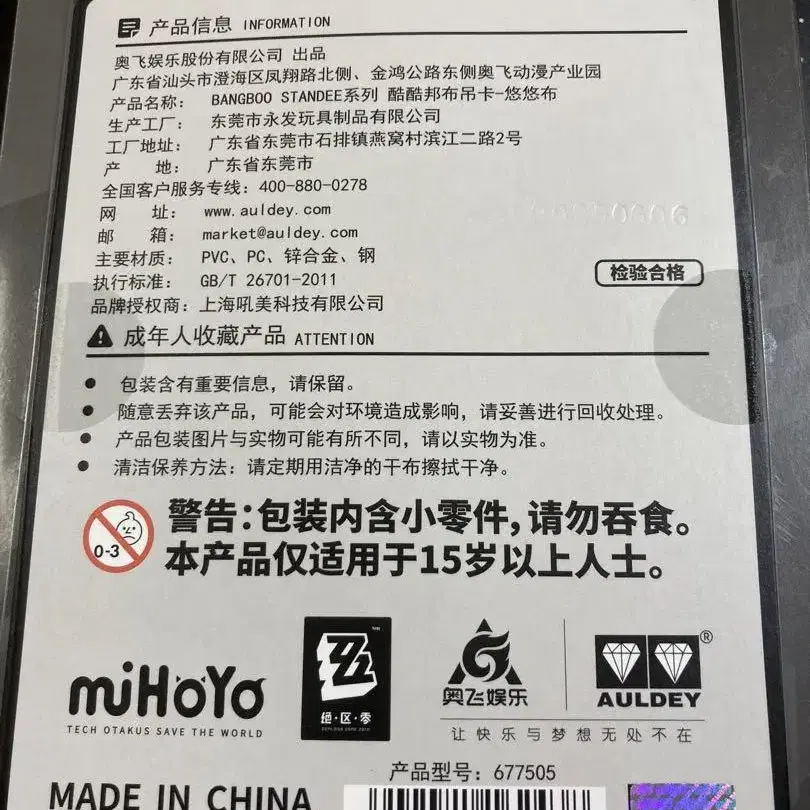 产品信息 INFORMATION
奥飞娱乐股份有限公司 出品
广东省汕头市澄海区凤翔路北侧、金鸿公路东侧奥飞动漫产业园
产品名称： BANGBOO STANDEE系列 酷酷邦布吊卡-悠悠布
生产工厂： 东莞市永发玩具制品有限公司
工厂地址： 广东省东莞市石排镇燕窝村滨江二路2号
产 地： 广东省东莞市
全国客户服务专线：400-880-0278
网 址： www.auldey.com
邮 箱： market@auldey.com
主要材质： PVC、PC、锌合金、钢
执行标准： GB/T 26701-2011
检验合格
品牌授权商：上海吼美科技有限公司
成年人收藏产品 ATTENTION
● 包装含有重要信息，请保留。
● 随意丢弃该产品，可能会对环境造成影响，请妥善进行回收处理。
● 产品包装图片与实物可能有所不同，请以实物为准。
● 清洁保养方法：请定期用洁净的干布擦拭干净。
0-3
警告：包装内含小零件，请勿吞食。
本产品仅适用于15岁以上人士。
miHoYo
TECH OTAKUS SAVE THE WORLD
绝·区·零
奥飞娱乐
AULDEY
®
让快乐与梦想无处不在
产品型号：677505
MADE IN CHINA